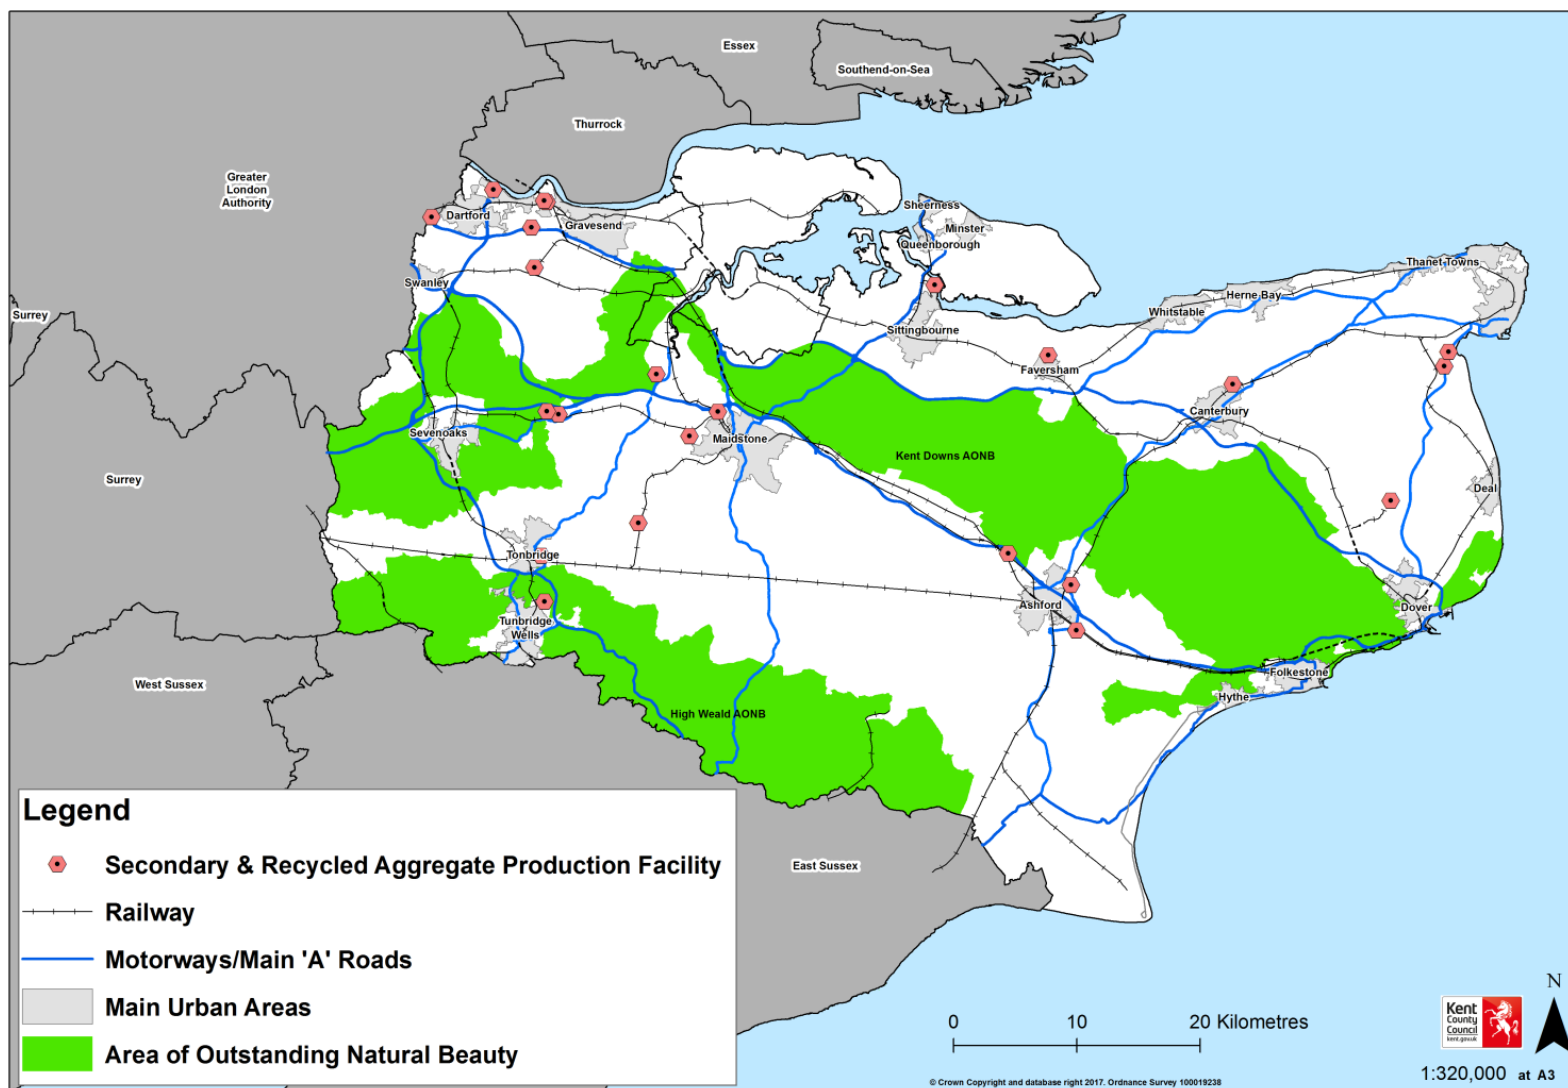 Essex
Southend-on-Sea
Thurrock
Greater
London
Authority
Sheerness
Dartford
Gravesend
Minster
Queenborough
Thanet Towns
Swanley
Herne Bay
Whitstable
Surrey
Sittingbourne
Faversham
Canterbury
Sevenoaks
Maidstone
Kent Downs AONB
Surrey
Deal
Tonbridge
Ashford
Dover
Tunbridge
Wells
Folkestone
West Sussex
Hythe
High Weald AONB
East Sussex
Legend
Secondary & Recycled Aggregate Production Facility
Railway
Motorways/Main 'A' Roads
Main Urban Areas
Area of Outstanding Natural Beauty
0 10 20 Kilometres
N
Kent
County
Council
kent.gov.uk
1:320,000 at A3
© Crown Copyright and database right 2017. Ordnance Survey 100019238